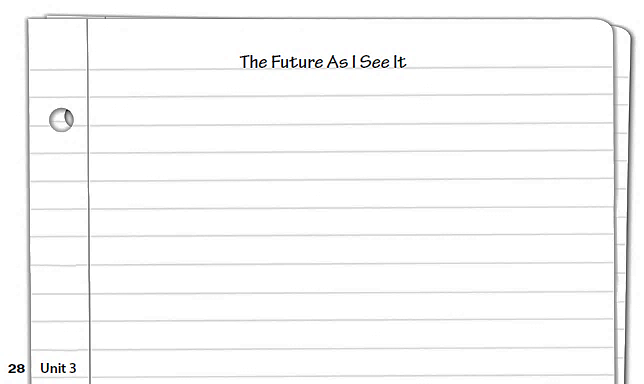 The Future As I See It
28 Unit 3